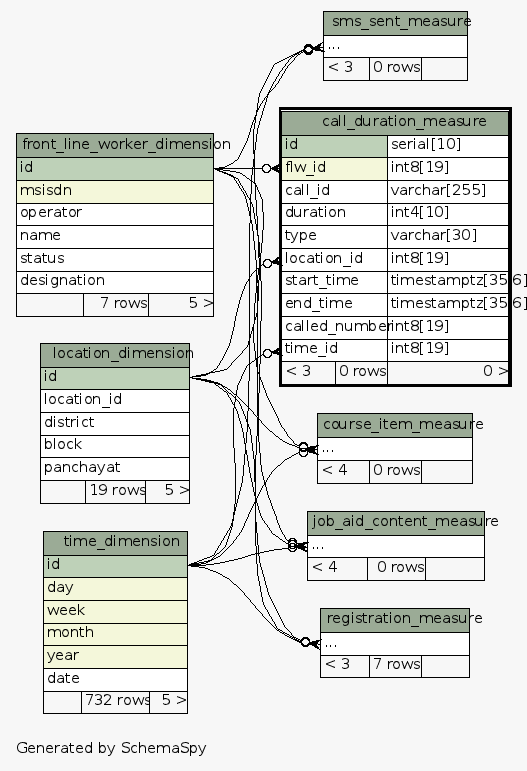 sms_sent_measure
...
< 3 0 rows
call_duration_measure
id serial[10]
flw_id int8[19]
call_id varchar[255]
duration int4[10]
type varchar[30]
location_id int8[19]
start_time timestamptz[35,6]
end_time timestamptz[35,6]
called_number int8[19]
time_id int8[19]
< 3 0 rows 0 >
front_line_worker_dimension
id
msisdn
operator
name
status
designation
7 rows 5 >
location_dimension
id
location_id
district
block
panchayat
19 rows 5 >
course_item_measure
...
< 4 0 rows
time_dimension
id
day
week
month
year
date
732 rows 5 >
job_aid_content_measure
...
< 4 0 rows
registration_measure
...
< 3 7 rows
Generated by SchemaSpy